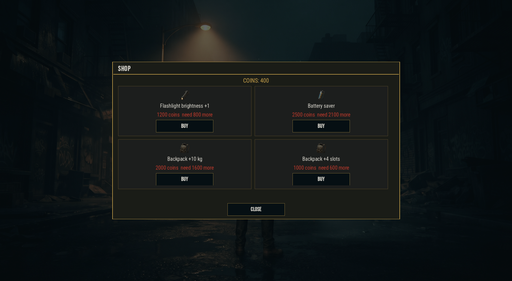 SHOP
COINS: 400
Flashlight brightness +1
1200 coins. need 800 more
BUY
Battery saver
2500 coins. need 2100 more
BUY
Backpack +10 kg
2000 coins. need 1600 more
BUY
Backpack +4 slots
1000 coins. need 600 more
BUY
CLOSE